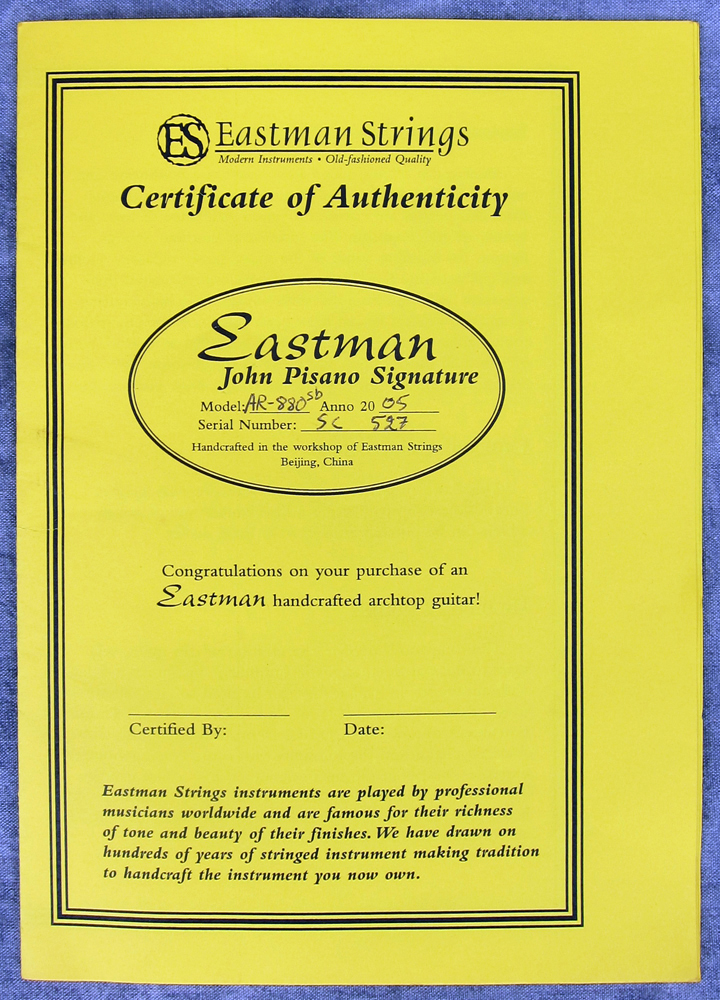 ES Eastman Strings
Modern Instruments • Old-fashioned Quality
Certificate of Authenticity
Eastman
John Pisano Signature
Model: AR-880sb Anno 20 05
Serial Number: SC 527
Handcrafted in the workshop of Eastman Strings
Beijing, China
Congratulations on your purchase of an
Eastman handcrafted archtop guitar!
Certified By: Date:
Eastman Strings instruments are played by professional
musicians worldwide and are famous for their richness
of tone and beauty of their finishes. We have drawn on
hundreds of years of stringed instrument making tradition
to handcraft the instrument you now own.